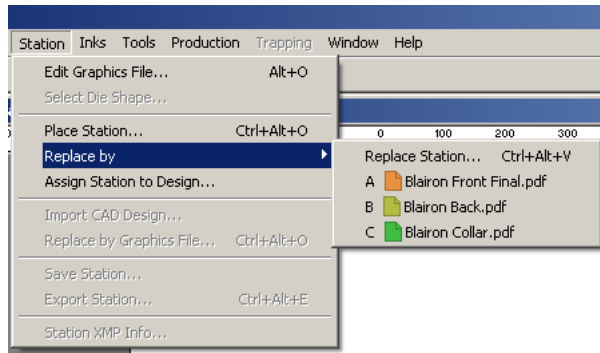 Station Inks Tools Production Trapping Window Help
Edit Graphics File... Alt+O
Select Die Shape...
Place Station... Ctrl+Alt+O
0 100 200 300
Replace by
Replace Station... Ctrl+Alt+V
Assign Station to Design...
A Blairon Front Final.pdf
B Blairon Back.pdf
C Blairon Collar.pdf
Import CAD Design...
Replace by Graphics File... Ctrl+Alt+O
Save Station...
Export Station... Ctrl+Alt+E
Station XMP Info...